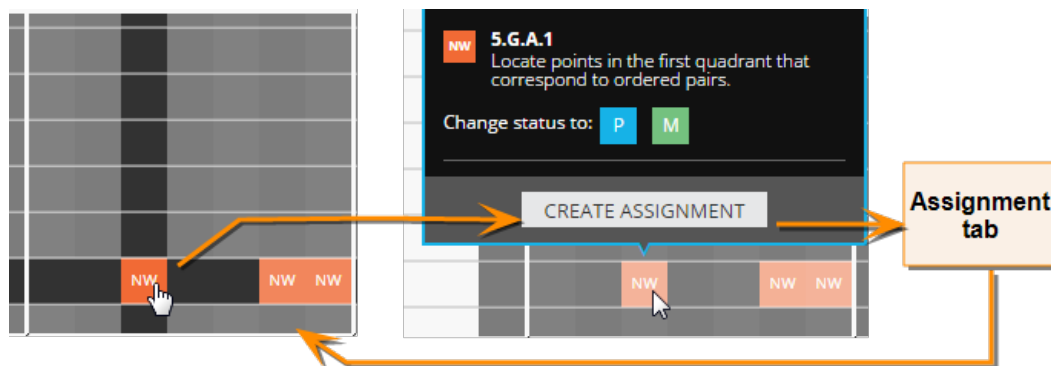 NW
NW
NW
NW 5.G.A.1
Locate points in the first quadrant that
correspond to ordered pairs.
Change status to: P M
CREATE ASSIGNMENT
NW
NW
NW
Assignment
tab